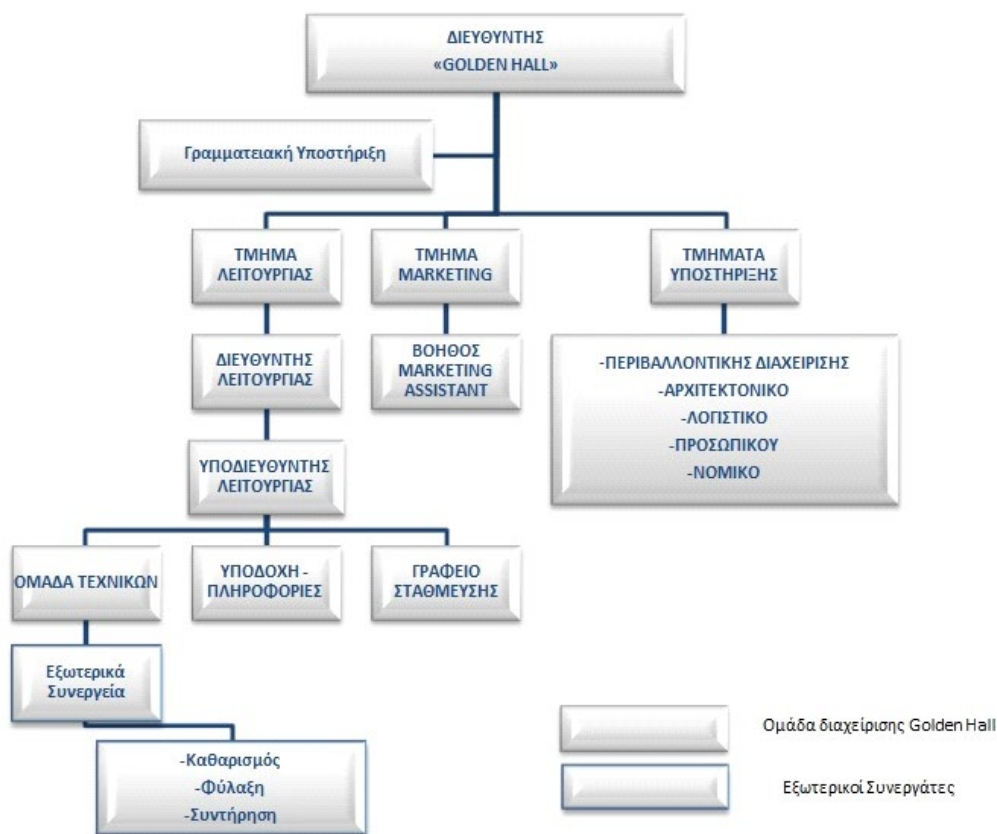 ΔΙΕΥΘΥΝΤΗΣ
«GOLDEN HALL»
Γραμματειακή Υποστήριξη
ΤΜΗΜΑ
ΛΕΙΤΟΥΡΓΙΑΣ
ΤΜΗΜΑ
MARKETING
ΤΜΗΜΑΤΑ
ΥΠΟΣΤΗΡΙΞΗΣ
ΔΙΕΥΘΥΝΤΗΣ
ΛΕΙΤΟΥΡΓΙΑΣ
ΒΟΗΘΟΣ
MARKETING
ASSISTANT
-ΠΕΡΙΒΑΛΛΟΝΤΙΚΗΣ ΔΙΑΧΕΙΡΙΣΗΣ
-ΑΡΧΙΤΕΚΤΟΝΙΚΟ
-ΛΟΓΙΣΤΙΚΟ
-ΠΡΟΣΩΠΙΚΟΥ
-ΝΟΜΙΚΟ
ΥΠΟΔΙΕΥΘΥΝΤΗΣ
ΛΕΙΤΟΥΡΓΙΑΣ
ΟΜΑΔΑ ΤΕΧΝΙΚΩΝ
ΥΠΟΔΟΧΗ -
ΠΛΗΡΟΦΟΡΙΕΣ
ΓΡΑΦΕΙΟ
ΣΤΑΘΜΕΥΣΗΣ
Εξωτερικά
Συνεργεία
-Καθαρισμός
-Φύλαξη
-Συντήρηση
Ομάδα διαχείρισης Golden Hall
Εξωτερικοί Συνεργάτες